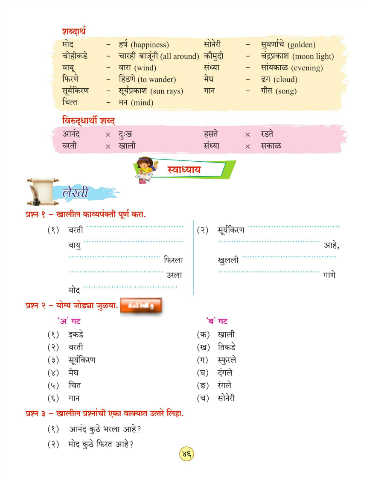 शब्दार्थ
मोद - हर्ष (happiness) सोनेरी - सुवर्णाचे (golden)
चोहीकडे - चारही बाजूंनी (all around) कौमुदी - चंद्रप्रकाश (moon light)
वायु - वारा (wind) संध्या - सायंकाळ (evening)
फिरणे - हिंडणे (to wander) मेघ - ढग (cloud)
सूर्यकिरण - सूर्यप्रकाश (sun rays) गान - गीत (song)
चित्त - मन (mind)
विरुद्धार्थी शब्द
आनंद × दुःख हसते × रडते
वरती × खाली संध्या × सकाळ
स्वाध्याय
लेखी
प्रश्न १ - खालील काव्यपंक्ती पूर्ण करा.
(१) वरती
वायु
फिरला
उरला
मोद
(२) सूर्यकिरण
आहे,
खुलली
गाणे
प्रश्न २ - योग्य जोड्या जुळवा.
'अ' गट 'ब' गट
(१) इकडे (क) खाली
(२) वरती (ख) तिकडे
(३) सूर्यकिरण (ग) स्फुरले
(४) मेघ (घ) दंगले
(५) चित्त (ङ) रंगले
(६) गान (च) सोनेरी
प्रश्न ३ - खालील प्रश्नांची एका वाक्यात उत्तरे लिहा.
(१) आनंद कुठे भरला आहे?
(२) मोद कुठे फिरत आहे?
४६